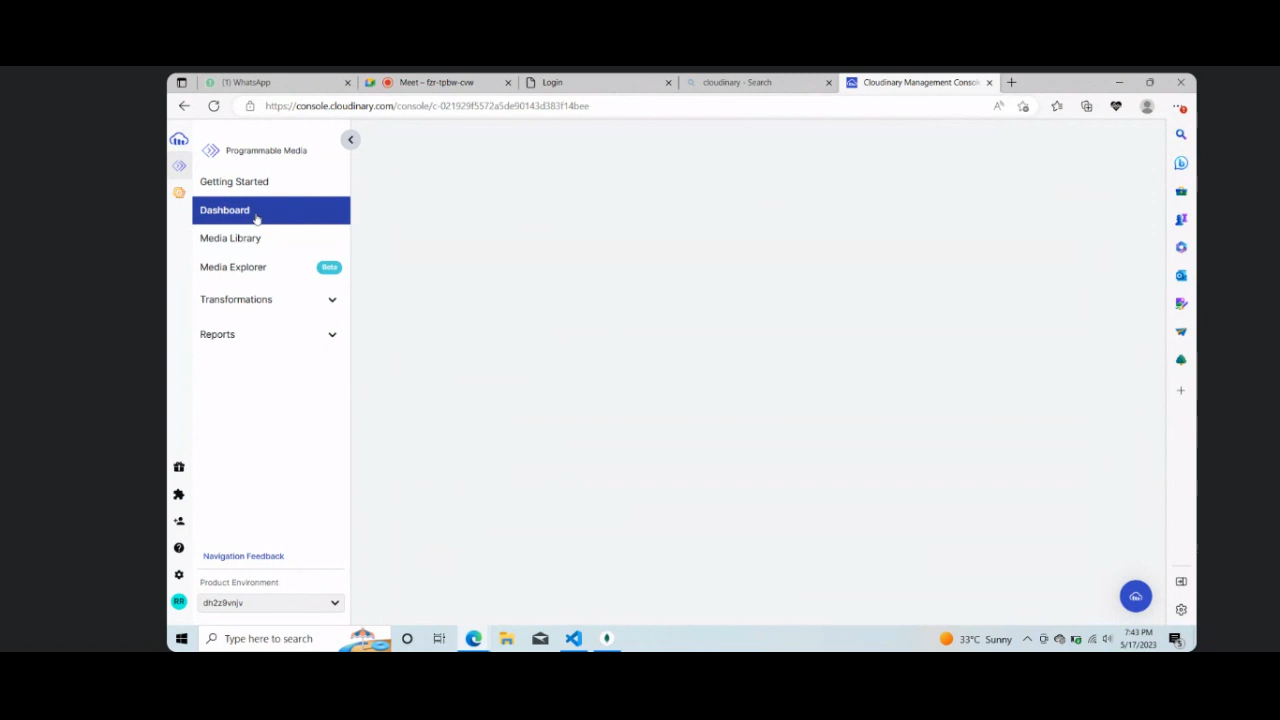 (1) WhatsApp
Meet – fzr-tpbw-cvw
Login
cloudinary - Search
Cloudinary Management Consol
https://console.cloudinary.com/console/c-021929f5572a5de90143d383f14bee
Programmable Media
Getting Started
Dashboard
Media Library
Media Explorer
Beta
Transformations
Reports
Navigation Feedback
Product Environment
RR
dh2z9vnjv
Type here to search
33°C Sunny
7:43 PM
5/17/2023